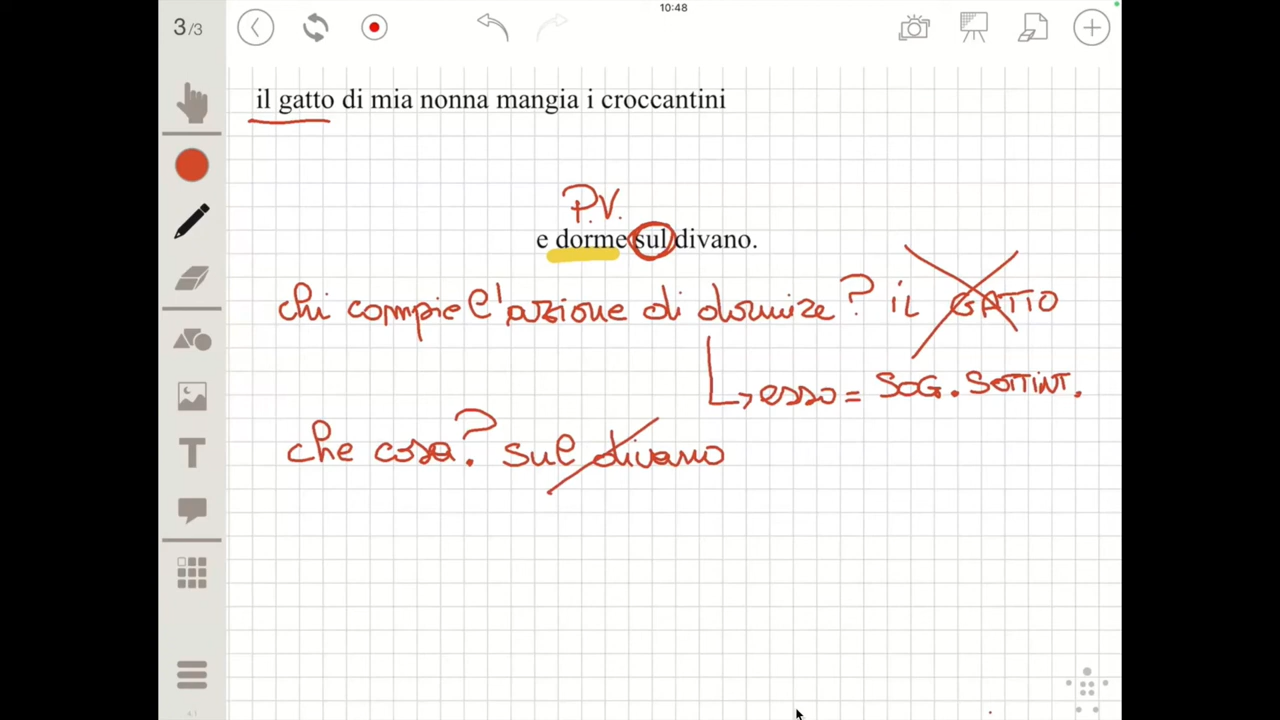 10:48
3/3
il gatto di mia nonna mangia i croccantini
P.V.
e dorme sul divano.
chi compie l'azione di dormire? il GATTO
esso = SOG. SOTTINT.
che cosa? sul divano
T